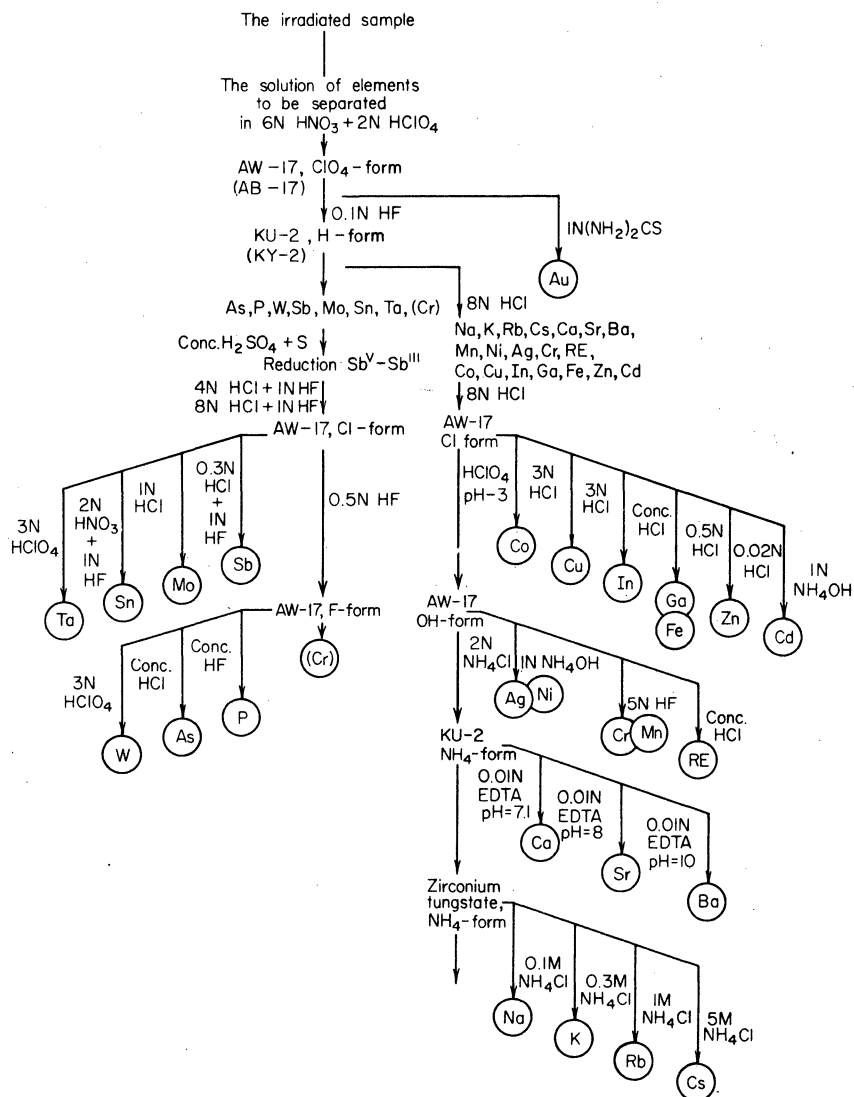 The irradiated sample
The solution of elements
to be separated
in 6N HNO₃ + 2N HClO₄
AW-17, ClO₄-form
(AB-17)
0.1N HF
1N(NH₂)₂CS
KU-2, H-form
(KY-2)
Au
As, P, W, Sb, Mo, Sn, Ta, (Cr)
8N HCl
Na, K, Rb, Cs, Ca, Sr, Ba,
Mn, Ni, Ag, Cr, RE,
Co, Cu, In, Ga, Fe, Zn, Cd
8N HCl
Conc. H₂SO₄ + S
Reduction Sbⱽ-Sbᴵᴵᴵ
4N HCl + 1N HF
8N HCl + 1N HF
AW-17, Cl-form
3N
HClO₄
Ta
2N
HNO₃
+
1N
HF
Sn
1N
HCl
Mo
0.3N
HCl
+
1N
HF
Sb
0.5N HF
AW-17, F-form
(Cr)
3N
HClO₄
W
Conc.
HCl
As
Conc.
HF
P
AW-17
Cl form
HClO₄
pH-3
3N
HCl
Co
3N
HCl
Cu
Conc.
HCl
In
0.5N
HCl
Ga
Fe
0.02N
HCl
Zn
1N
NH₄OH
Cd
AW-17
OH-form
2N
NH₄Cl
1N NH₄OH
Ag
Ni
5N HF
Cr
Mn
Conc.
HCl
RE
KU-2
NH₄-form
0.01N
EDTA
pH=7.1
Ca
0.01N
EDTA
pH=8
Sr
0.01N
EDTA
pH=10
Ba
Zirconium
tungstate,
NH₄-form
0.1M
NH₄Cl
Na
0.3M
NH₄Cl
K
1M
NH₄Cl
Rb
5M
NH₄Cl
Cs